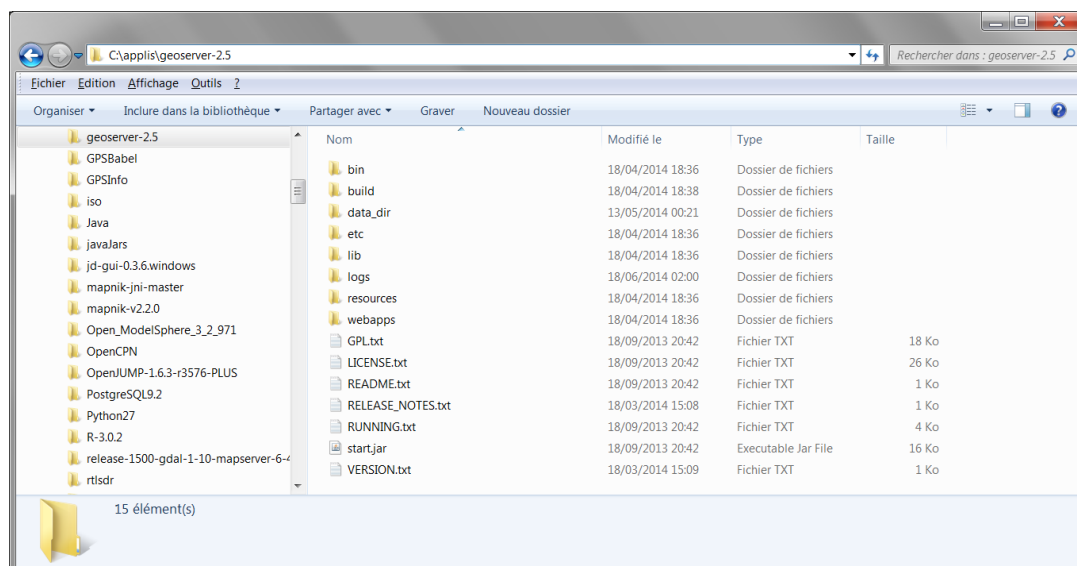 C:\applis\geoserver-2.5
Rechercher dans : geoserver-2.5
Fichier Edition Affichage Outils ?
Organiser Inclure dans la bibliothèque Partager avec Graver Nouveau dossier
geoserver-2.5
GPSBabel
GPSInfo
iso
Java
javaJars
jd-gui-0.3.6.windows
mapnik-jni-master
mapnik-v2.2.0
Open_ModelSphere_3_2_971
OpenCPN
OpenJUMP-1.6.3-r3576-PLUS
PostgreSQL9.2
Python27
R-3.0.2
release-1500-gdal-1-10-mapserver-6-4
rtlsdr
Nom Modifié le Type Taille
bin 18/04/2014 18:36 Dossier de fichiers
build 18/04/2014 18:38 Dossier de fichiers
data_dir 13/05/2014 00:21 Dossier de fichiers
etc 18/04/2014 18:36 Dossier de fichiers
lib 18/04/2014 18:36 Dossier de fichiers
logs 18/06/2014 02:00 Dossier de fichiers
resources 18/04/2014 18:36 Dossier de fichiers
webapps 18/04/2014 18:36 Dossier de fichiers
GPL.txt 18/09/2013 20:42 Fichier TXT 18 Ko
LICENSE.txt 18/09/2013 20:42 Fichier TXT 26 Ko
README.txt 18/09/2013 20:42 Fichier TXT 1 Ko
RELEASE_NOTES.txt 18/03/2014 15:08 Fichier TXT 1 Ko
RUNNING.txt 18/09/2013 20:42 Fichier TXT 4 Ko
start.jar 18/09/2013 20:42 Executable Jar File 16 Ko
VERSION.txt 18/03/2014 15:09 Fichier TXT 1 Ko
15 élément(s)